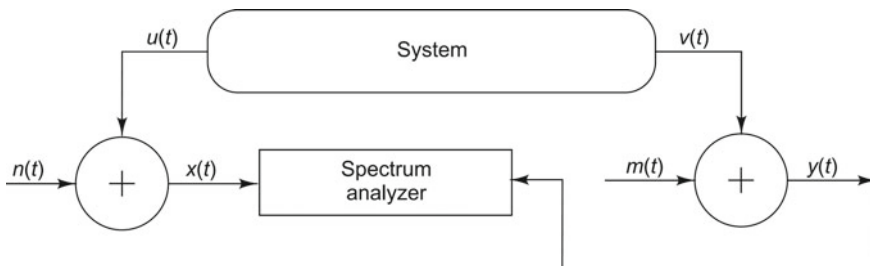 u(t)
System
v(t)
n(t)
+
x(t)
Spectrum
analyzer
m(t)
+
y(t)